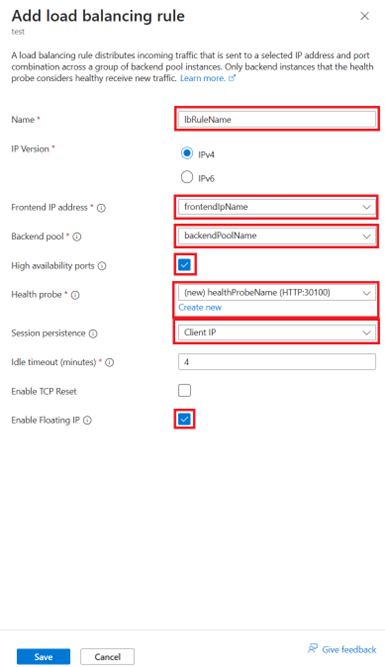 Add load balancing rule
test
A load balancing rule distributes incoming traffic that is sent to a selected IP address and port
combination across a group of backend pool instances. Only backend instances that the health
probe considers healthy receive new traffic. Learn more.
Name *
lbRuleName
IP Version *
IPv4
IPv6
Frontend IP address *
frontendIpName
Backend pool *
backendPoolName
High availability ports
Health probe *
(new) healthProbeName (HTTP:30100)
Create new
Session persistence
Client IP
Idle timeout (minutes) *
4
Enable TCP Reset
Enable Floating IP
Save
Cancel
Give feedback